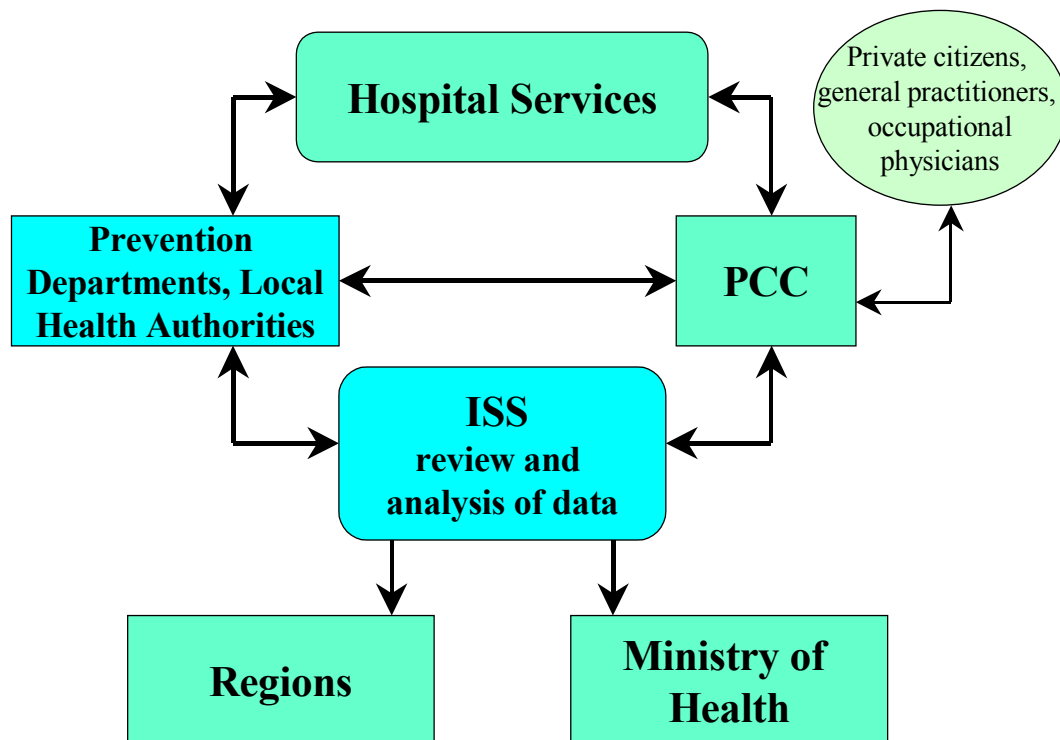 Hospital Services
Private citizens,
general practitioners,
occupational
physicians
Prevention
Departments, Local
Health Authorities
PCC
ISS
review and
analysis of data
Regions
Ministry of
Health